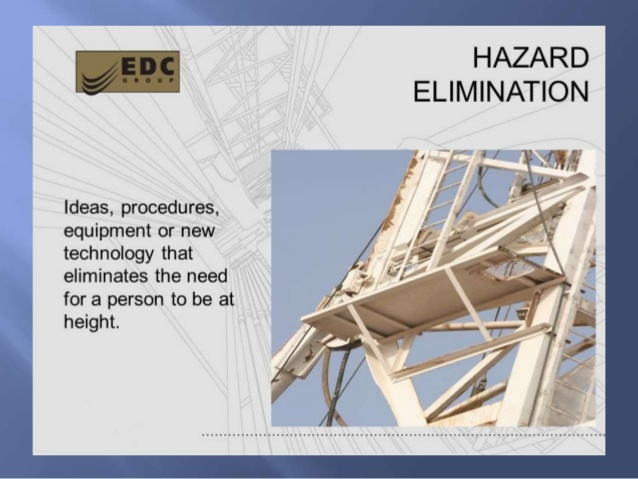 EDC
GROUP
HAZARD
ELIMINATION
Ideas, procedures,
equipment or new
technology that
eliminates the need
for a person to be at
height.